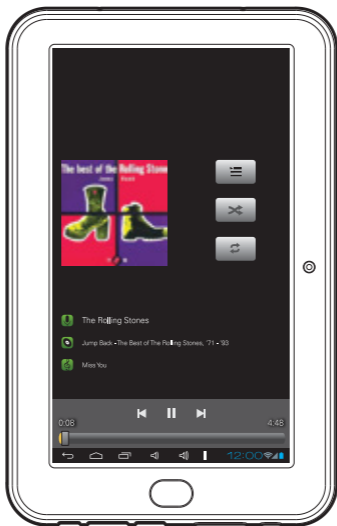 The best of the Rolling Stone
The Rolling Stones
Jump Back - The Best of The Rolling Stones, '71 - '93
Miss You
0:08
4:48
12:00